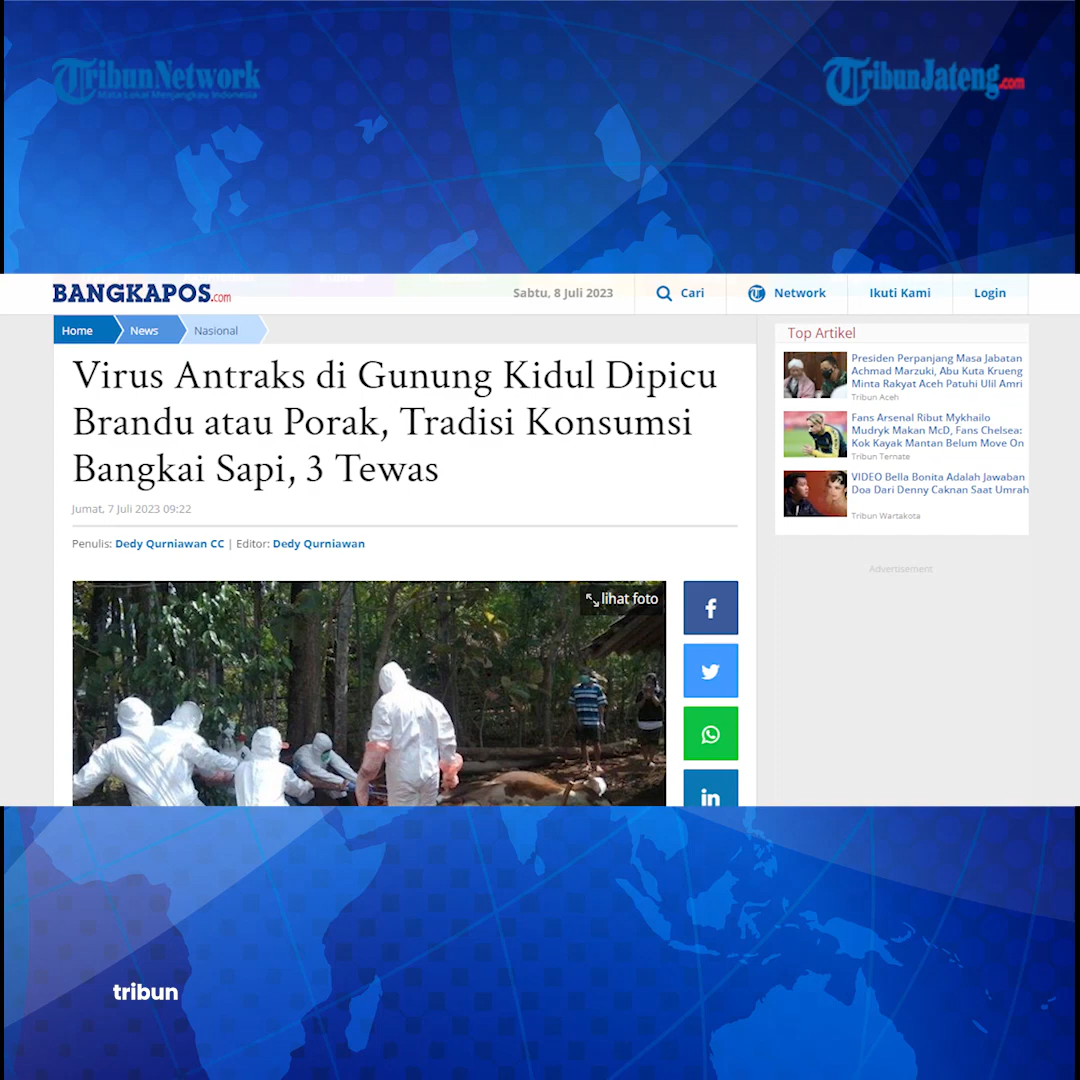 TribunNetwork
Mata Lokal Menjangkau Indonesia
TribunJateng.com
BANGKAPOS.com
Sabtu, 8 Juli 2023
Cari
Network
Ikuti Kami
Login
Home
News
Nasional
Virus Antraks di Gunung Kidul Dipicu
Brandu atau Porak, Tradisi Konsumsi
Bangkai Sapi, 3 Tewas
Jumat, 7 Juli 2023 09:22
Penulis: Dedy Qurniawan CC | Editor: Dedy Qurniawan
lihat foto
Top Artikel
Presiden Perpanjang Masa Jabatan
Achmad Marzuki, Abu Kuta Krueng
Minta Rakyat Aceh Patuhi Ulil Amri
Tribun Aceh
Fans Arsenal Ribut Mykhailo
Mudryk Makan McD, Fans Chelsea:
Kok Kayak Mantan Belum Move On
Tribun Ternate
VIDEO Bella Bonita Adalah Jawaban
Doa Dari Denny Caknan Saat Umrah
Tribun Wartakota
Advertisement
tribun